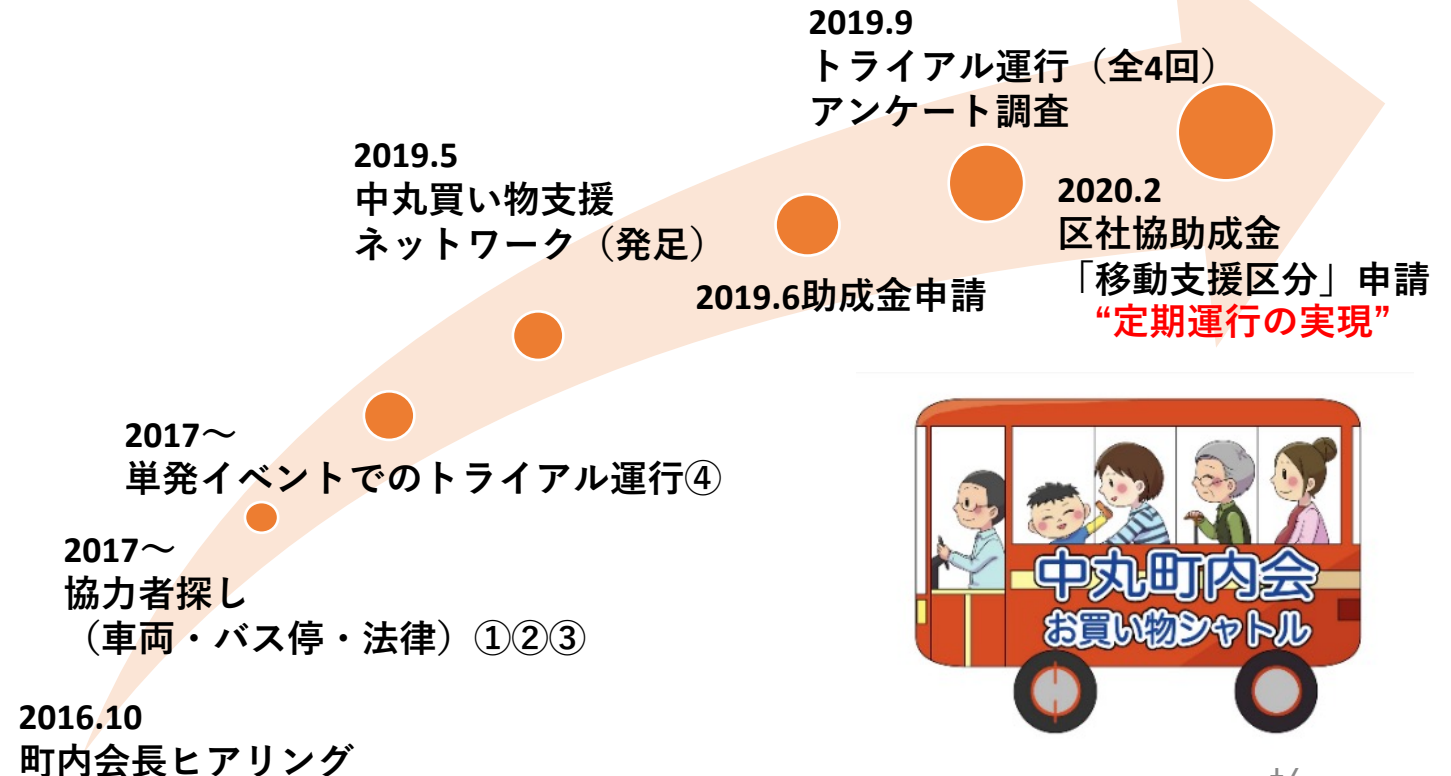 2016.10
町内会長ヒアリング
2017～
協力者探し
（車両・バス停・法律）①②③
2017～
単発イベントでのトライアル運行④
2019.5
中丸買い物支援
ネットワーク（発足）
2019.6助成金申請
2019.9
トライアル運行（全4回）
アンケート調査
2020.2
区社協助成金
「移動支援区分」申請
“定期運行の実現”
中丸町内会
お買い物シャトル